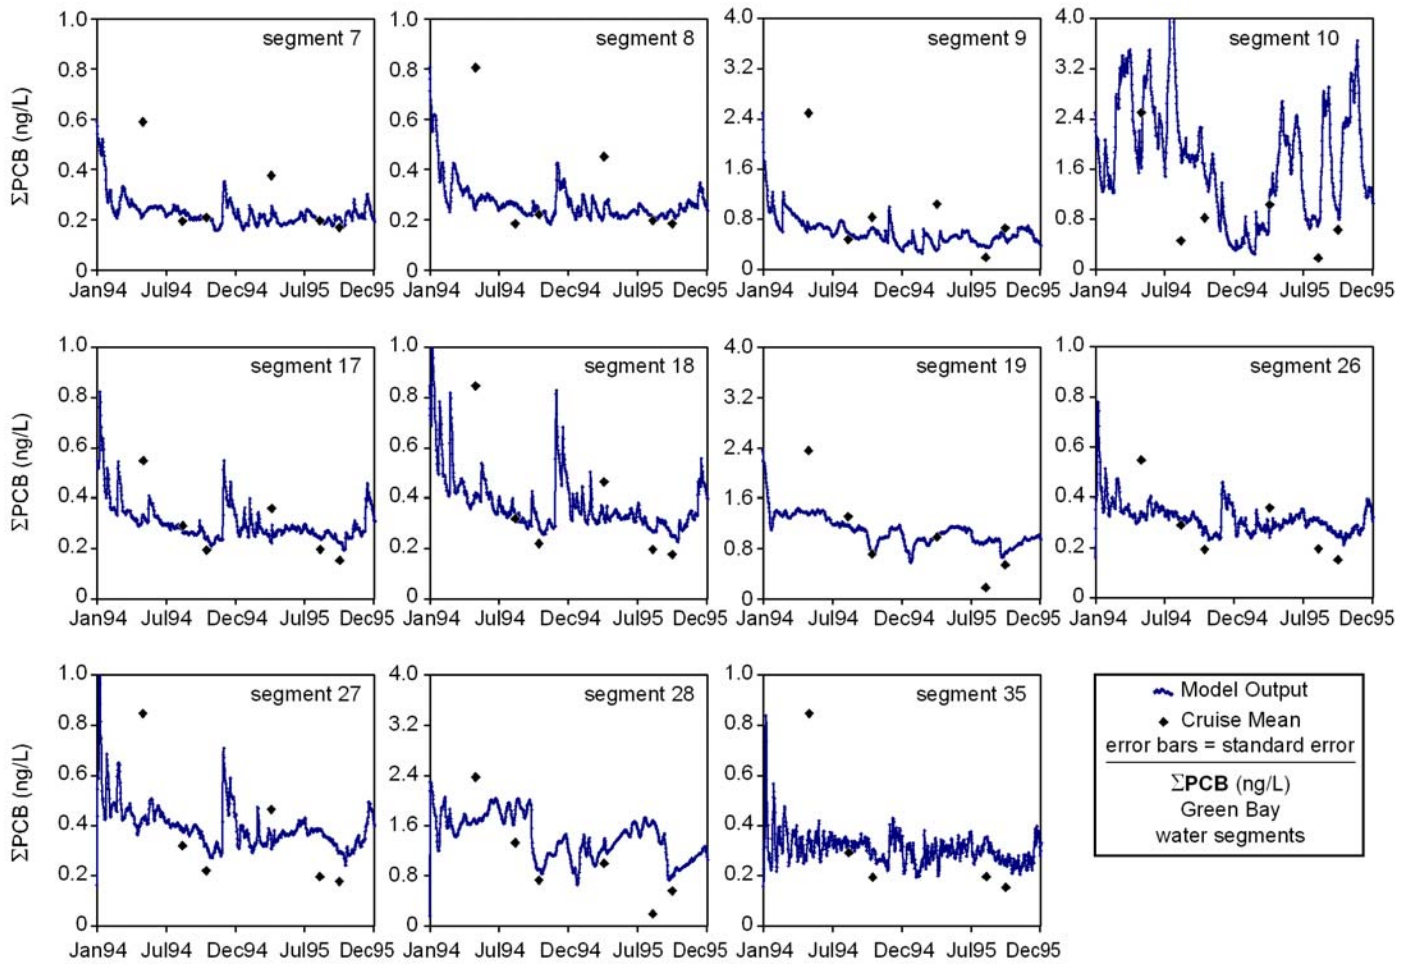 segment 7
segment 8
segment 9
segment 10
ΣPCB (ng/L)
1.0
0.8
0.6
0.4
0.2
0
Jan94 Jul94 Dec94 Jul95 Dec95
1.0
0.8
0.6
0.4
0.2
0
Jan94 Jul94 Dec94 Jul95 Dec95
4.0
3.2
2.4
1.6
0.8
0
Jan94 Jul94 Dec94 Jul95 Dec95
4.0
3.2
2.4
1.6
0.8
0
Jan94 Jul94 Dec94 Jul95 Dec95
segment 17
segment 18
segment 19
segment 26
ΣPCB (ng/L)
1.0
0.8
0.6
0.4
0.2
0
Jan94 Jul94 Dec94 Jul95 Dec95
1.0
0.8
0.6
0.4
0.2
0
Jan94 Jul94 Dec94 Jul95 Dec95
4.0
3.2
2.4
1.6
0.8
0
Jan94 Jul94 Dec94 Jul95 Dec95
1.0
0.8
0.6
0.4
0.2
0
Jan94 Jul94 Dec94 Jul95 Dec95
segment 27
segment 28
segment 35
ΣPCB (ng/L)
1.0
0.8
0.6
0.4
0.2
0
Jan94 Jul94 Dec94 Jul95 Dec95
4.0
3.2
2.4
1.6
0.8
0
Jan94 Jul94 Dec94 Jul95 Dec95
1.0
0.8
0.6
0.4
0.2
0
Jan94 Jul94 Dec94 Jul95 Dec95
Model Output
Cruise Mean
error bars = standard error
ΣPCB (ng/L)
Green Bay
water segments